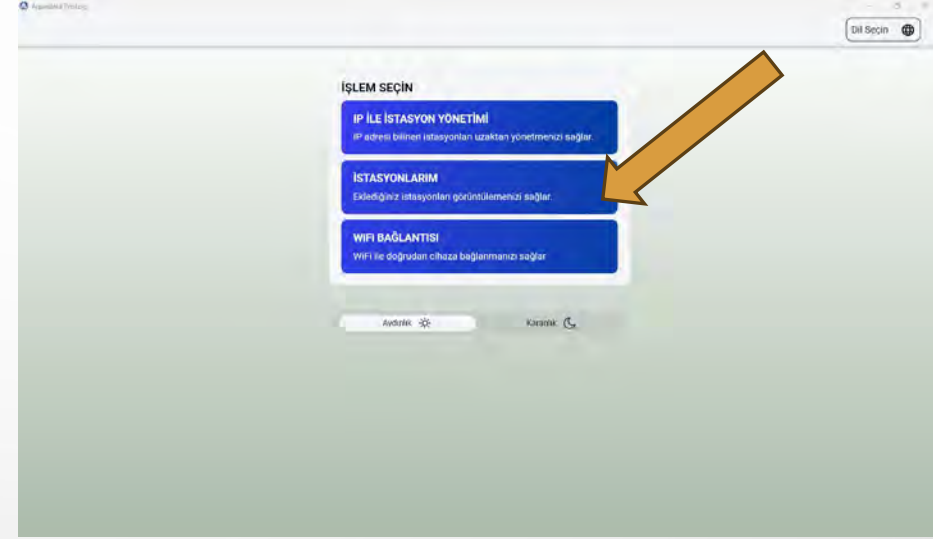 Dil Seçin
İŞLEM SEÇİN
IP İLE İSTASYON YÖNETİMİ
IP adresi bilinen istasyonları uzaktan yönetmenizi sağlar.
İSTASYONLARIM
Eklediğiniz istasyonları görüntülemenizi sağlar.
WIFI BAĞLANTISI
WiFi ile doğrudan cihaza bağlanmanızı sağlar
Aydınlık
Karanlık